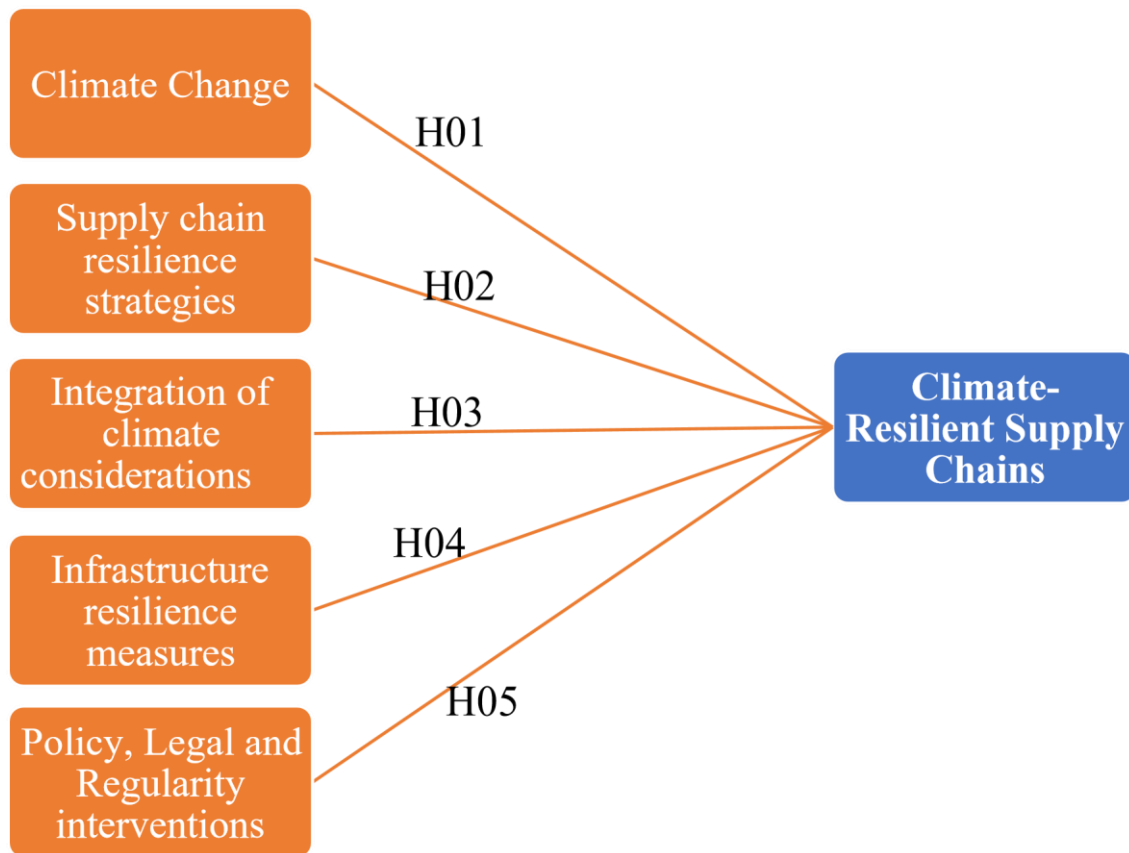 Climate Change
H01
Supply chain
resilience
strategies
H02
Integration of
climate
considerations
H03
Infrastructure
resilience
measures
H04
Policy, Legal and
Regularity
interventions
H05
Climate-
Resilient Supply
Chains